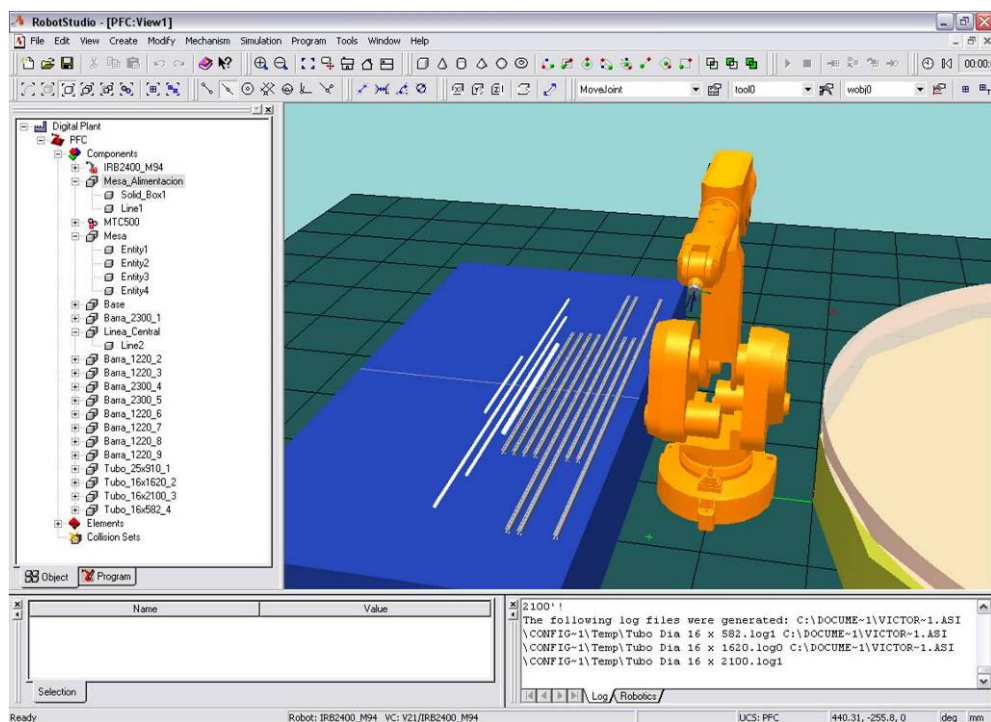 RobotStudio - [PFC:View1]
File Edit View Create Modify Mechanism Simulation Program Tools Window Help
00:00:
MoveJoint tool0 wobj0
Digital Plant
PFC
Components
IRB2400_M94
Mesa_Alimentacion
Solid_Box1
Line1
MTC500
Mesa
Entity1
Entity2
Entity3
Entity4
Base
Barra_2300_1
Linea_Central
Line2
Barra_1220_2
Barra_1220_3
Barra_2300_4
Barra_2300_5
Barra_1220_6
Barra_1220_7
Barra_1220_8
Barra_1220_9
Tubo_25x910_1
Tubo_16x1620_2
Tubo_16x2100_3
Tubo_16x582_4
Elements
Collision Sets
Object Program
Name Value
Selection
2100'!
The following log files were generated: C:\DOCUME~1\VICTOR~1.ASI
\CONFIG~1\Temp\Tubo Dia 16 x 582.log1 C:\DOCUME~1\VICTOR~1.ASI
\CONFIG~1\Temp\Tubo Dia 16 x 1620.log0 C:\DOCUME~1\VICTOR~1.ASI
\CONFIG~1\Temp\Tubo Dia 16 x 2100.log1
Log Robotics
Ready Robot: IRB2400_M94 VC: V21/IRB2400_M94 UCS: PFC 440.31, -255.8, 0 deg mm